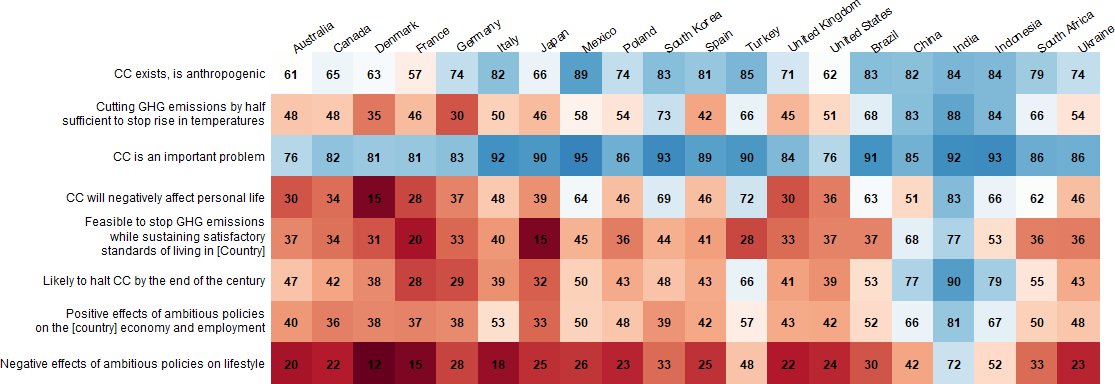 Australia Canada Denmark France Germany Italy Japan Mexico Poland South Korea Spain Turkey United Kingdom United States Brazil China India Indonesia South Africa Ukraine
CC exists, is anthropogenic 61 65 63 57 74 82 66 89 74 83 81 85 71 62 83 82 84 84 79 74
Cutting GHG emissions by half
sufficient to stop rise in temperatures 48 48 35 46 30 50 46 58 54 73 42 66 45 51 68 83 88 84 66 54
CC is an important problem 76 82 81 81 83 92 90 95 86 93 89 90 84 76 91 85 92 93 86 86
CC will negatively affect personal life 30 34 15 28 37 48 39 64 46 69 46 72 30 36 63 51 83 66 62 46
Feasible to stop GHG emissions
while sustaining satisfactory
standards of living in [Country] 37 34 31 20 33 40 15 45 36 44 41 28 33 37 37 68 77 53 36 36
Likely to halt CC by the end of the century 47 42 38 28 29 39 32 50 43 48 43 66 41 39 53 77 90 79 55 43
Positive effects of ambitious policies
on the [country] economy and employment 40 36 38 37 38 53 33 50 48 39 42 57 43 42 52 66 81 67 50 48
Negative effects of ambitious policies on lifestyle 20 22 12 15 28 18 25 26 23 33 25 48 22 24 30 42 72 52 33 23